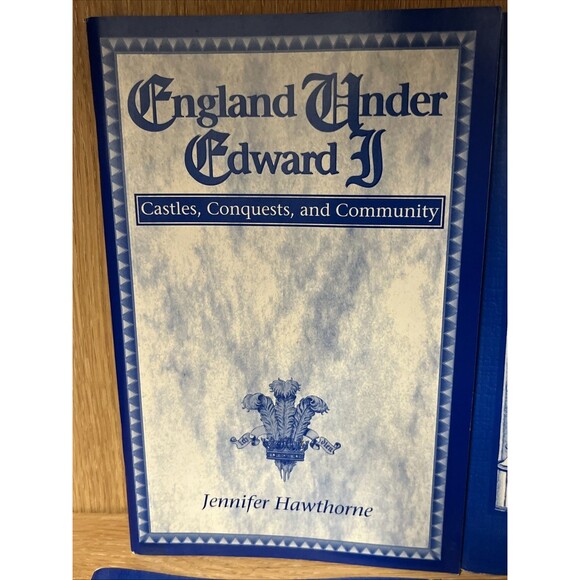 England Under
Edward I
Castles, Conquests, and Community
Jennifer Hawthorne